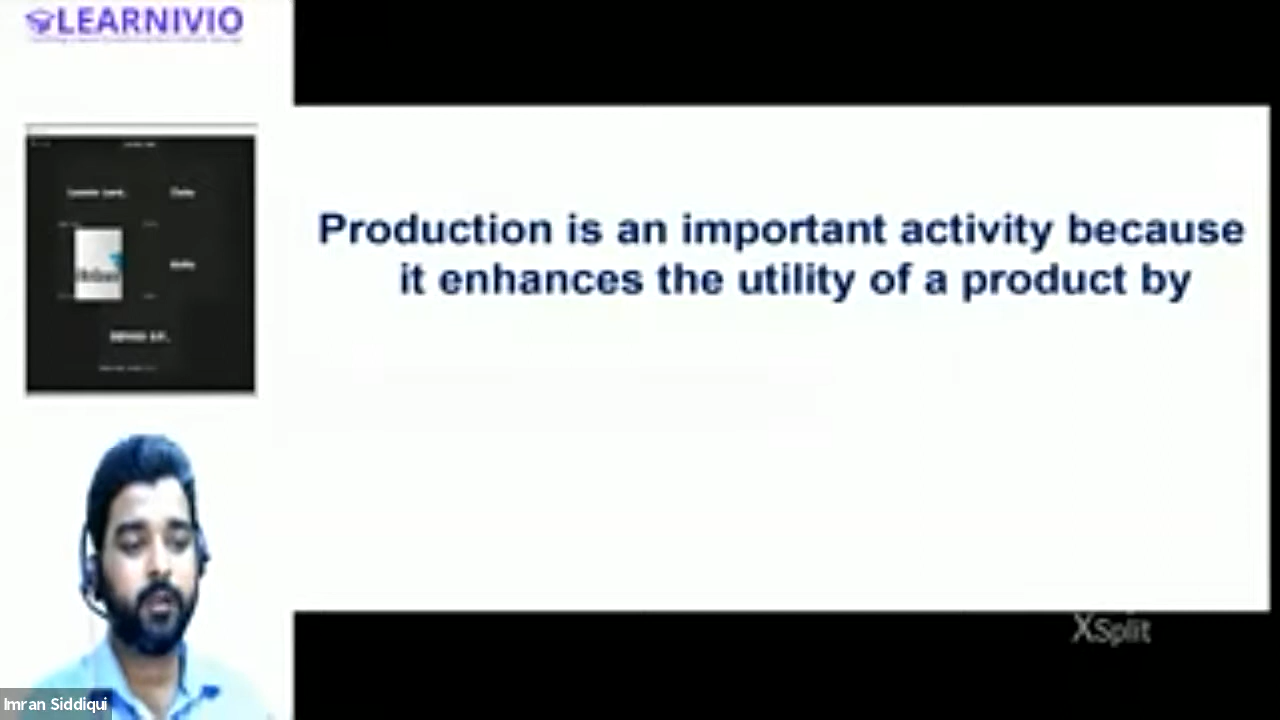 LEARNIVIO
Production is an important activity because
it enhances the utility of a product by
XSplit
Imran Siddiqui